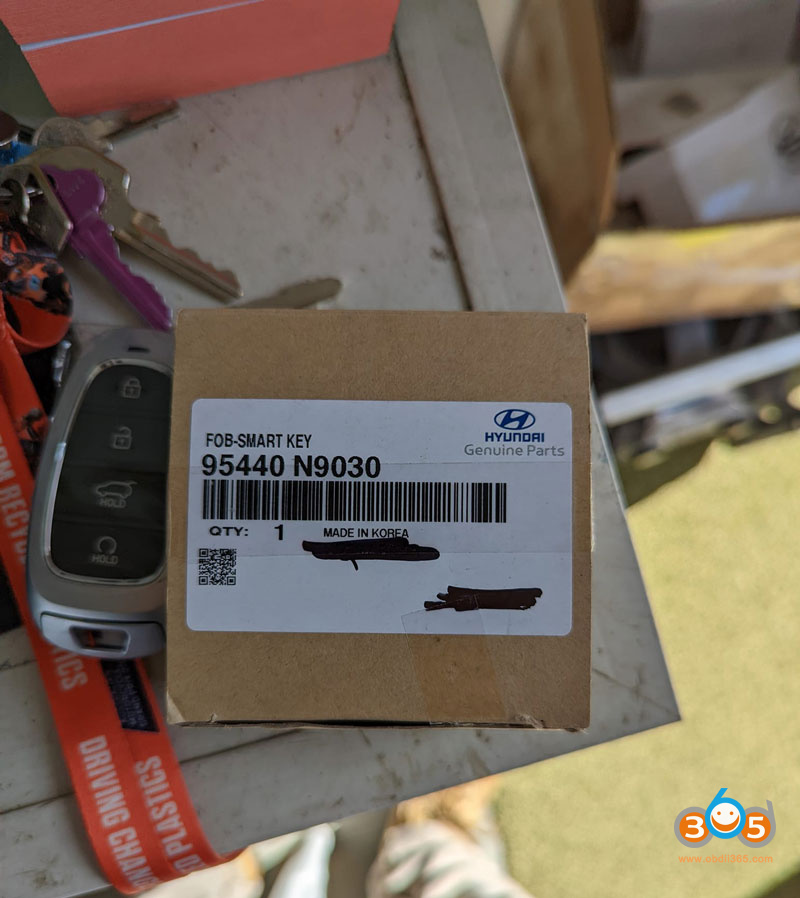 HOLD
HOLD
FOB-SMART KEY
95440 N9030
HYUNDAI
Genuine Parts
QTY: 1 MADE IN KOREA
DRIVING CHAN
PLASTICS
365
www.obdii365.com